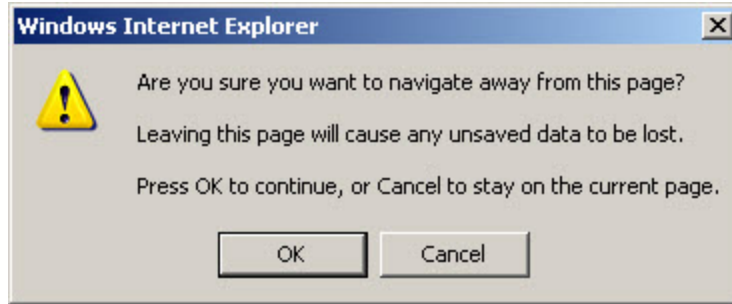 Windows Internet Explorer
Are you sure you want to navigate away from this page?
Leaving this page will cause any unsaved data to be lost.
Press OK to continue, or Cancel to stay on the current page.
OK Cancel